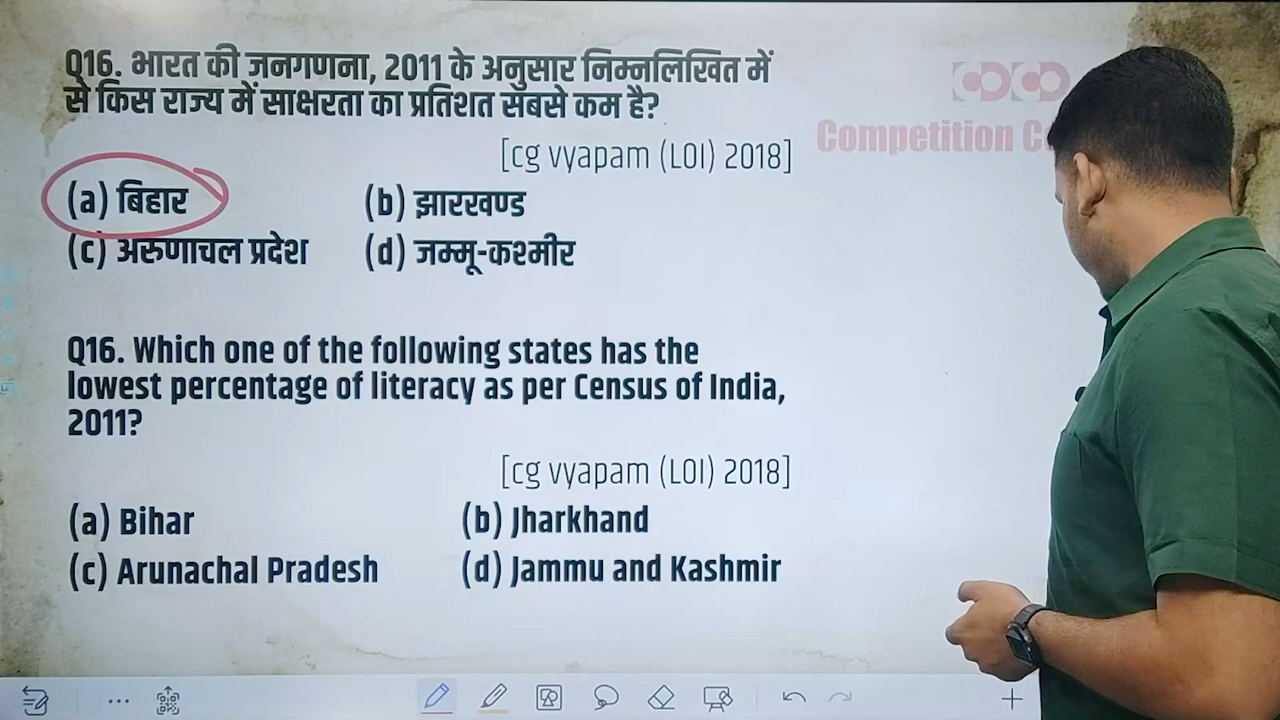 Q16. भारत की जनगणना, 2011 के अनुसार निम्नलिखित में
से किस राज्य में साक्षरता का प्रतिशत सबसे कम है?
[cg vyapam (LOI) 2018]
(a) बिहार (b) झारखण्ड
(c) अरुणाचल प्रदेश (d) जम्मू-कश्मीर
Q16. Which one of the following states has the
lowest percentage of literacy as per Census of India,
2011?
[cg vyapam (LOI) 2018]
(a) Bihar (b) Jharkhand
(c) Arunachal Pradesh (d) Jammu and Kashmir
COCO
Competition